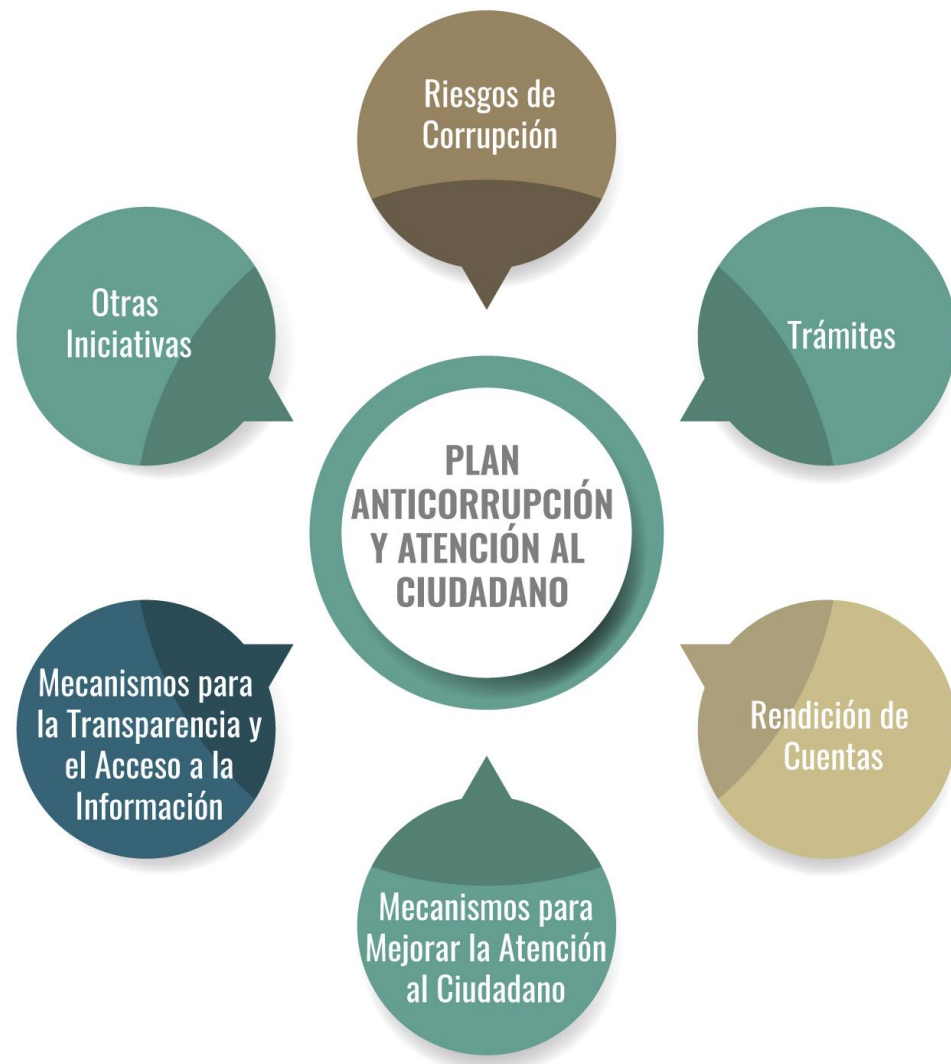 Riesgos de
Corrupción
Otras
Iniciativas
Trámites
PLAN
ANTICORRUPCIÓN
Y ATENCIÓN AL
CIUDADANO
Mecanismos para
la Transparencia y
el Acceso a la
Información
Rendición de
Cuentas
Mecanismos para
Mejorar la Atención
al Ciudadano